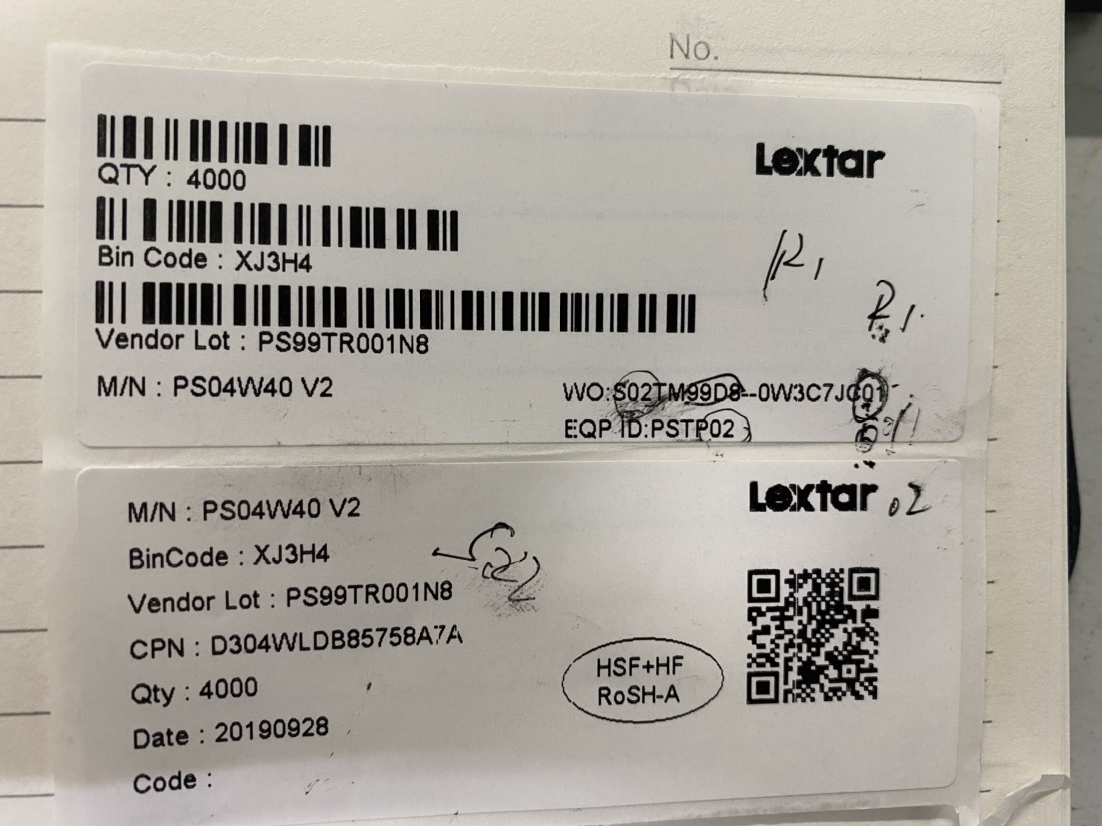 No.
Lextar
QTY : 4000
Bin Code : XJ3H4
R1
R1.
Vendor Lot : PS99TR001N8
M/N : PS04W40 V2
WO:S02TM99D8--0W3C7JC01
EQP ID:PSTP02
Lextar
.02
M/N : PS04W40 V2
BinCode : XJ3H4
Vendor Lot : PS99TR001N8
CPN : D304WLDB85758A7A
Qty : 4000
Date : 20190928
Code :
HSF+HF
RoSH-A